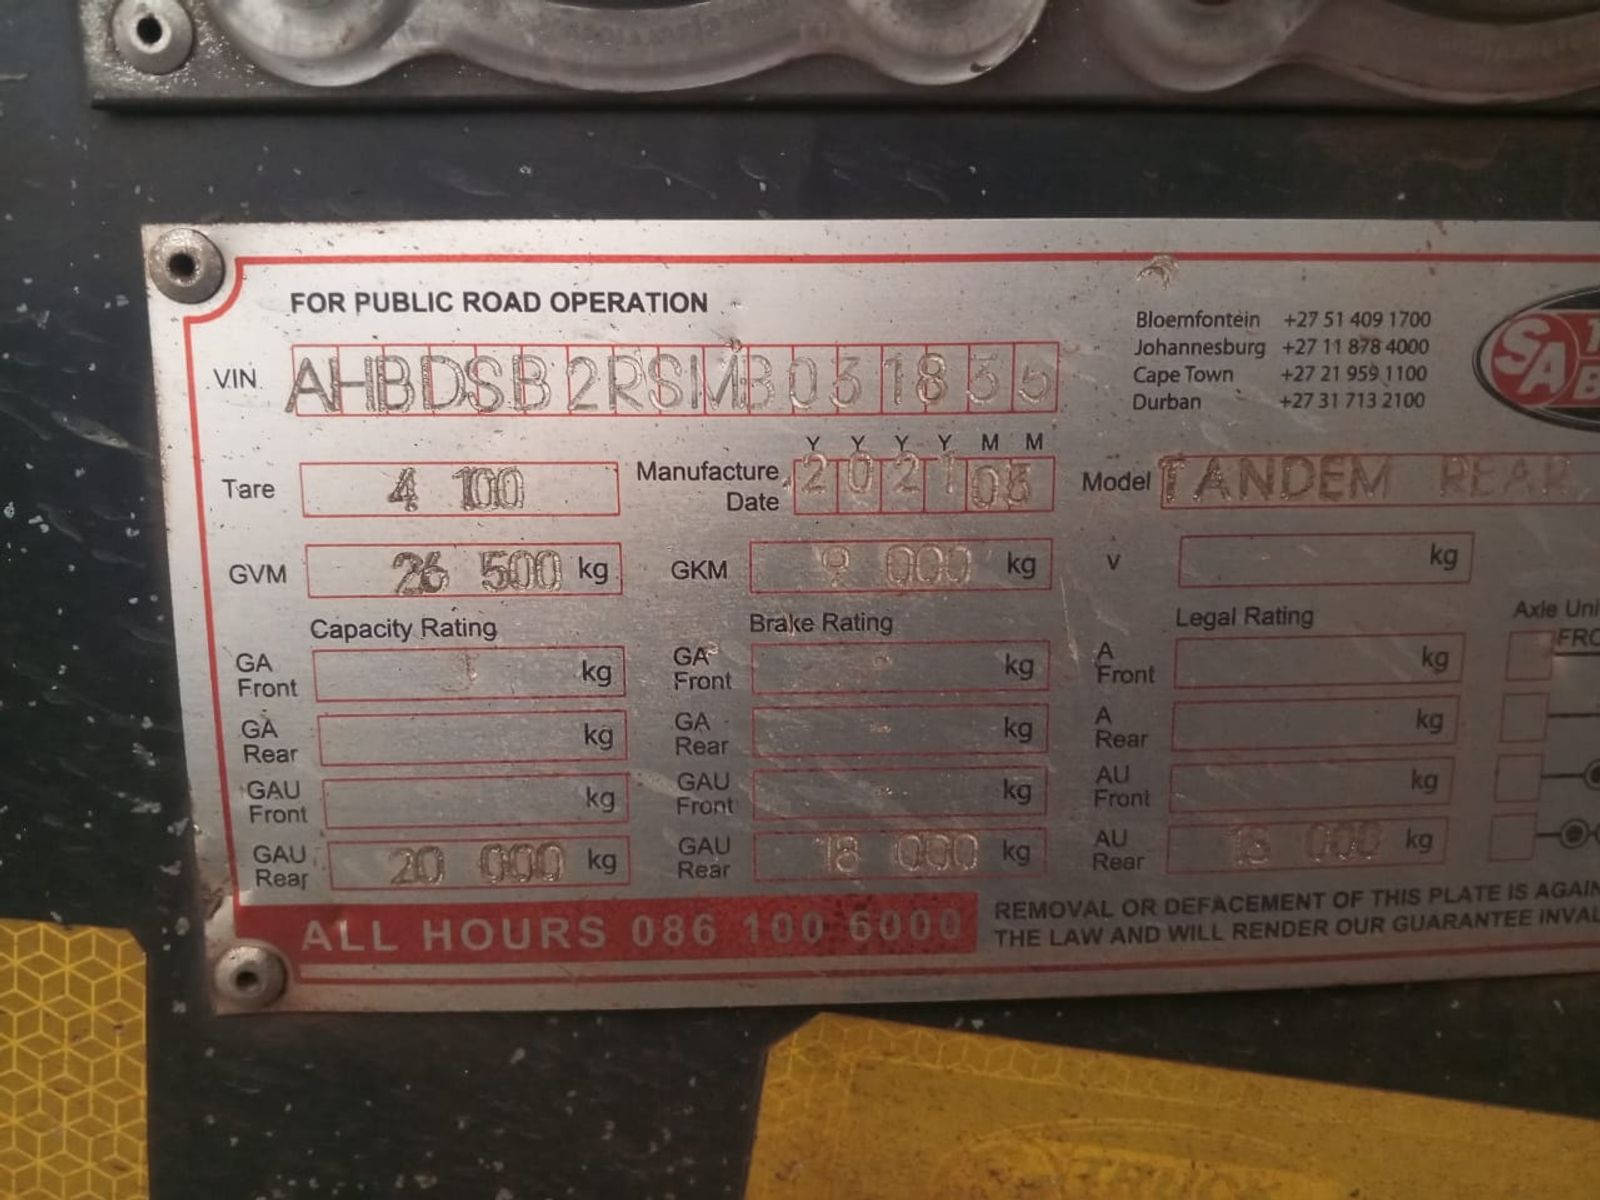 FOR PUBLIC ROAD OPERATION
Bloemfontein +27 51 409 1700
Johannesburg +27 11 878 4000
Cape Town +27 21 959 1100
Durban +27 31 713 2100
SA
VIN AHBDSB2RSMB031835
Y Y Y Y M M
Tare 4 100
Manufacture Date 2021 03
Model TANDEM REAR
GVM 26 500 kg
GKM 9 000 kg
V kg
Capacity Rating
Brake Rating
Legal Rating
Axle
GA Front kg
GA Front kg
A Front kg
GA Rear kg
GA Rear kg
A Rear kg
GAU Front kg
GAU Front kg
AU Front kg
GAU Rear 20 000 kg
GAU Rear 18 000 kg
AU Rear 18 000 kg
ALL HOURS 086 100 6000
REMOVAL OR DEFACEMENT OF THIS PLATE IS
THE LAW AND WILL RENDER OUR GUARANTEE